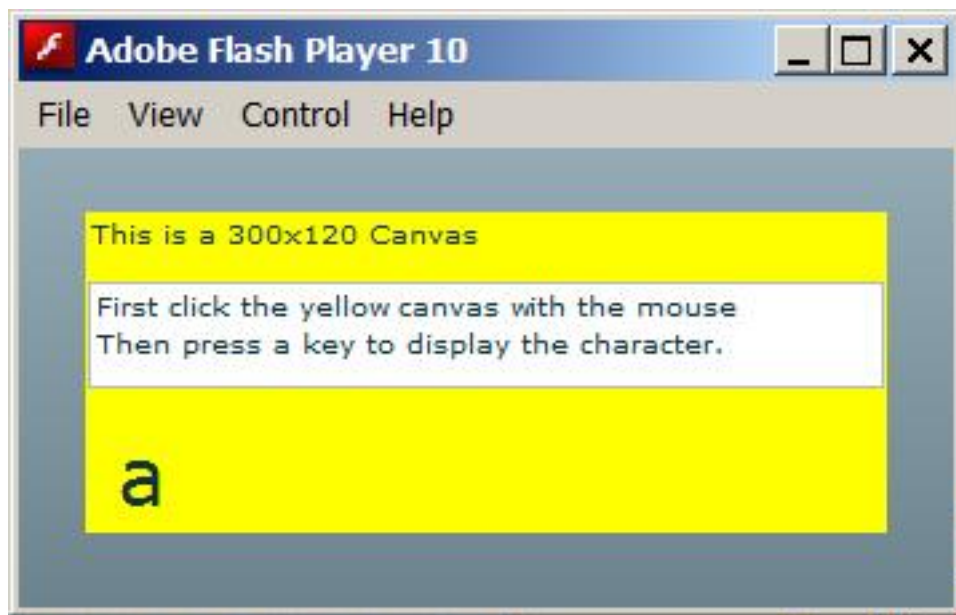 Adobe Flash Player 10
File View Control Help
This is a 300x120 Canvas
First click the yellow canvas with the mouse
Then press a key to display the character.
a